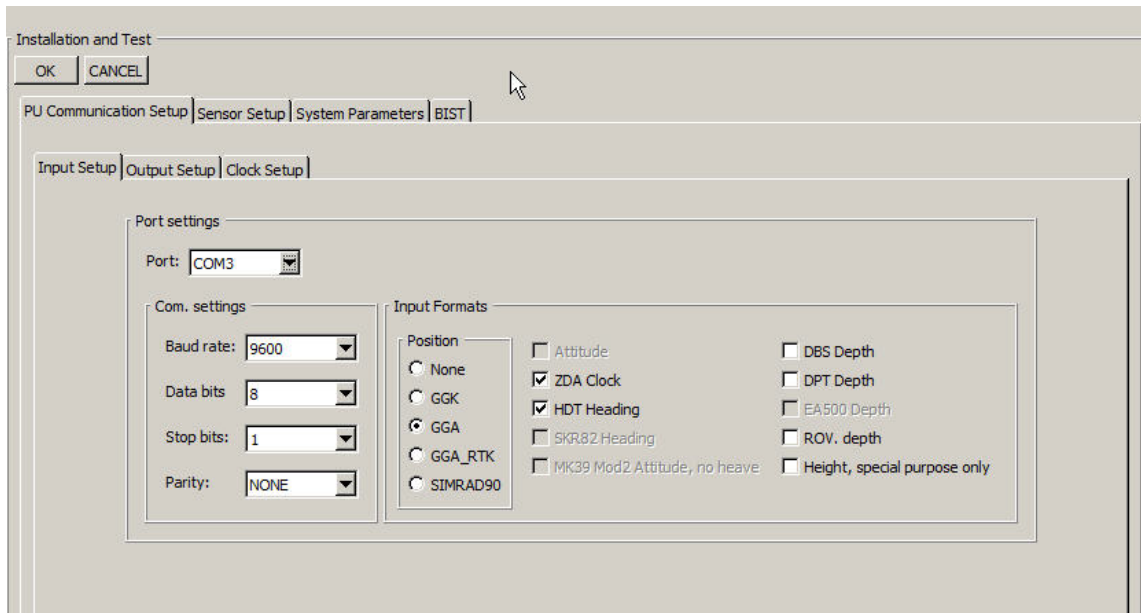 Installation and Test
OK CANCEL
PU Communication Setup Sensor Setup System Parameters BIST
Input Setup Output Setup Clock Setup
Port settings
Port: COM3
Com. settings
Baud rate: 9600
Data bits 8
Stop bits: 1
Parity: NONE
Input Formats
Position
None
GGK
GGA
GGA_RTK
SIMRAD90
Attitude
ZDA Clock
HDT Heading
SKR82 Heading
MK39 Mod2 Attitude, no heave
DBS Depth
DPT Depth
EA500 Depth
ROV. depth
Height, special purpose only